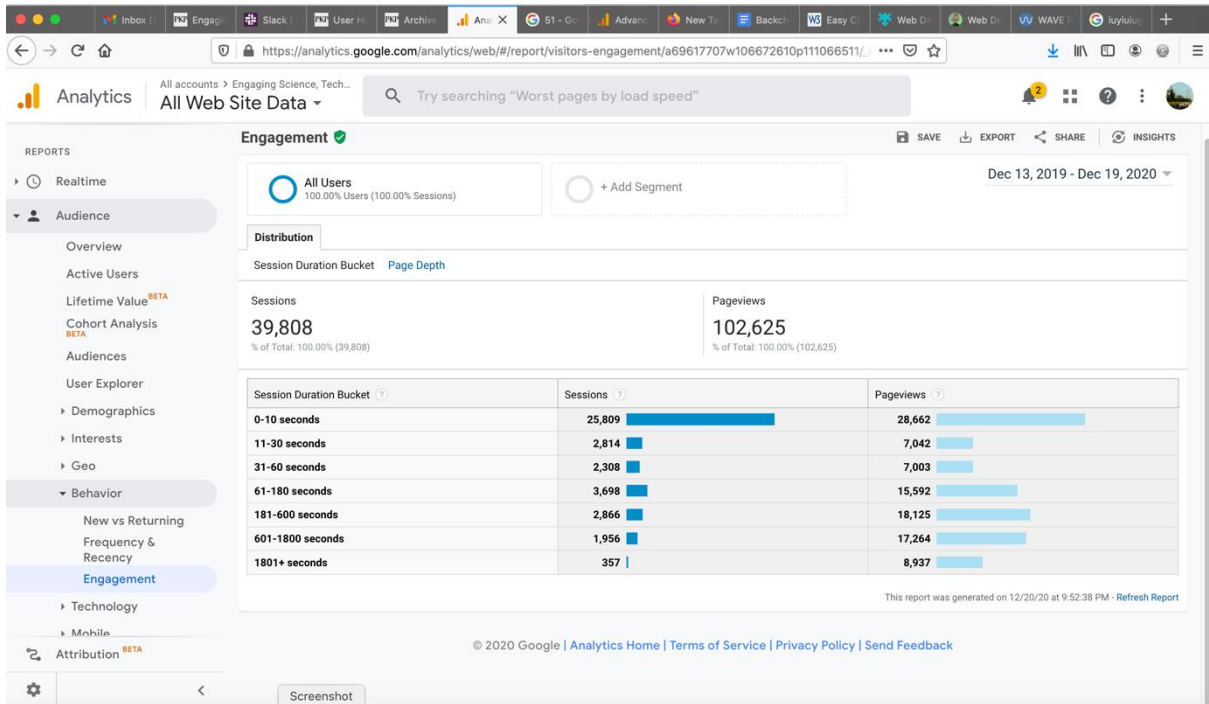 Inbox (
PKP Engagi
Slack |
PKP User H
PKP Archive
Ana
G 51 - Go
Advanc
New Ta
Backch
W3 Easy C
Web De
Web D
WAVE
G iuyiuiug
https://analytics.google.com/analytics/web/#/report/visitors-engagement/a69617707w106672610p111066511/_
Analytics
All accounts > Engaging Science, Tech...
All Web Site Data
Try searching “Worst pages by load speed”
2
REPORTS
Realtime
Audience
Overview
Active Users
Lifetime Value BETA
Cohort Analysis
BETA
Audiences
User Explorer
Demographics
Interests
Geo
Behavior
New vs Returning
Frequency &
Recency
Engagement
Technology
Mobile
Attribution BETA
Engagement
SAVE
EXPORT
SHARE
INSIGHTS
All Users
100.00% Users (100.00% Sessions)
+ Add Segment
Dec 13, 2019 - Dec 19, 2020
Distribution
Session Duration Bucket Page Depth
Sessions
39,808
% of Total: 100.00% (39,808)
Pageviews
102,625
% of Total: 100.00% (102,625)
Session Duration Bucket ? Sessions ? Pageviews ?
0-10 seconds 25,809 28,662
11-30 seconds 2,814 7,042
31-60 seconds 2,308 7,003
61-180 seconds 3,698 15,592
181-600 seconds 2,866 18,125
601-1800 seconds 1,956 17,264
1801+ seconds 357 8,937
This report was generated on 12/20/20 at 9:52:38 PM - Refresh Report
© 2020 Google | Analytics Home | Terms of Service | Privacy Policy | Send Feedback
Screenshot